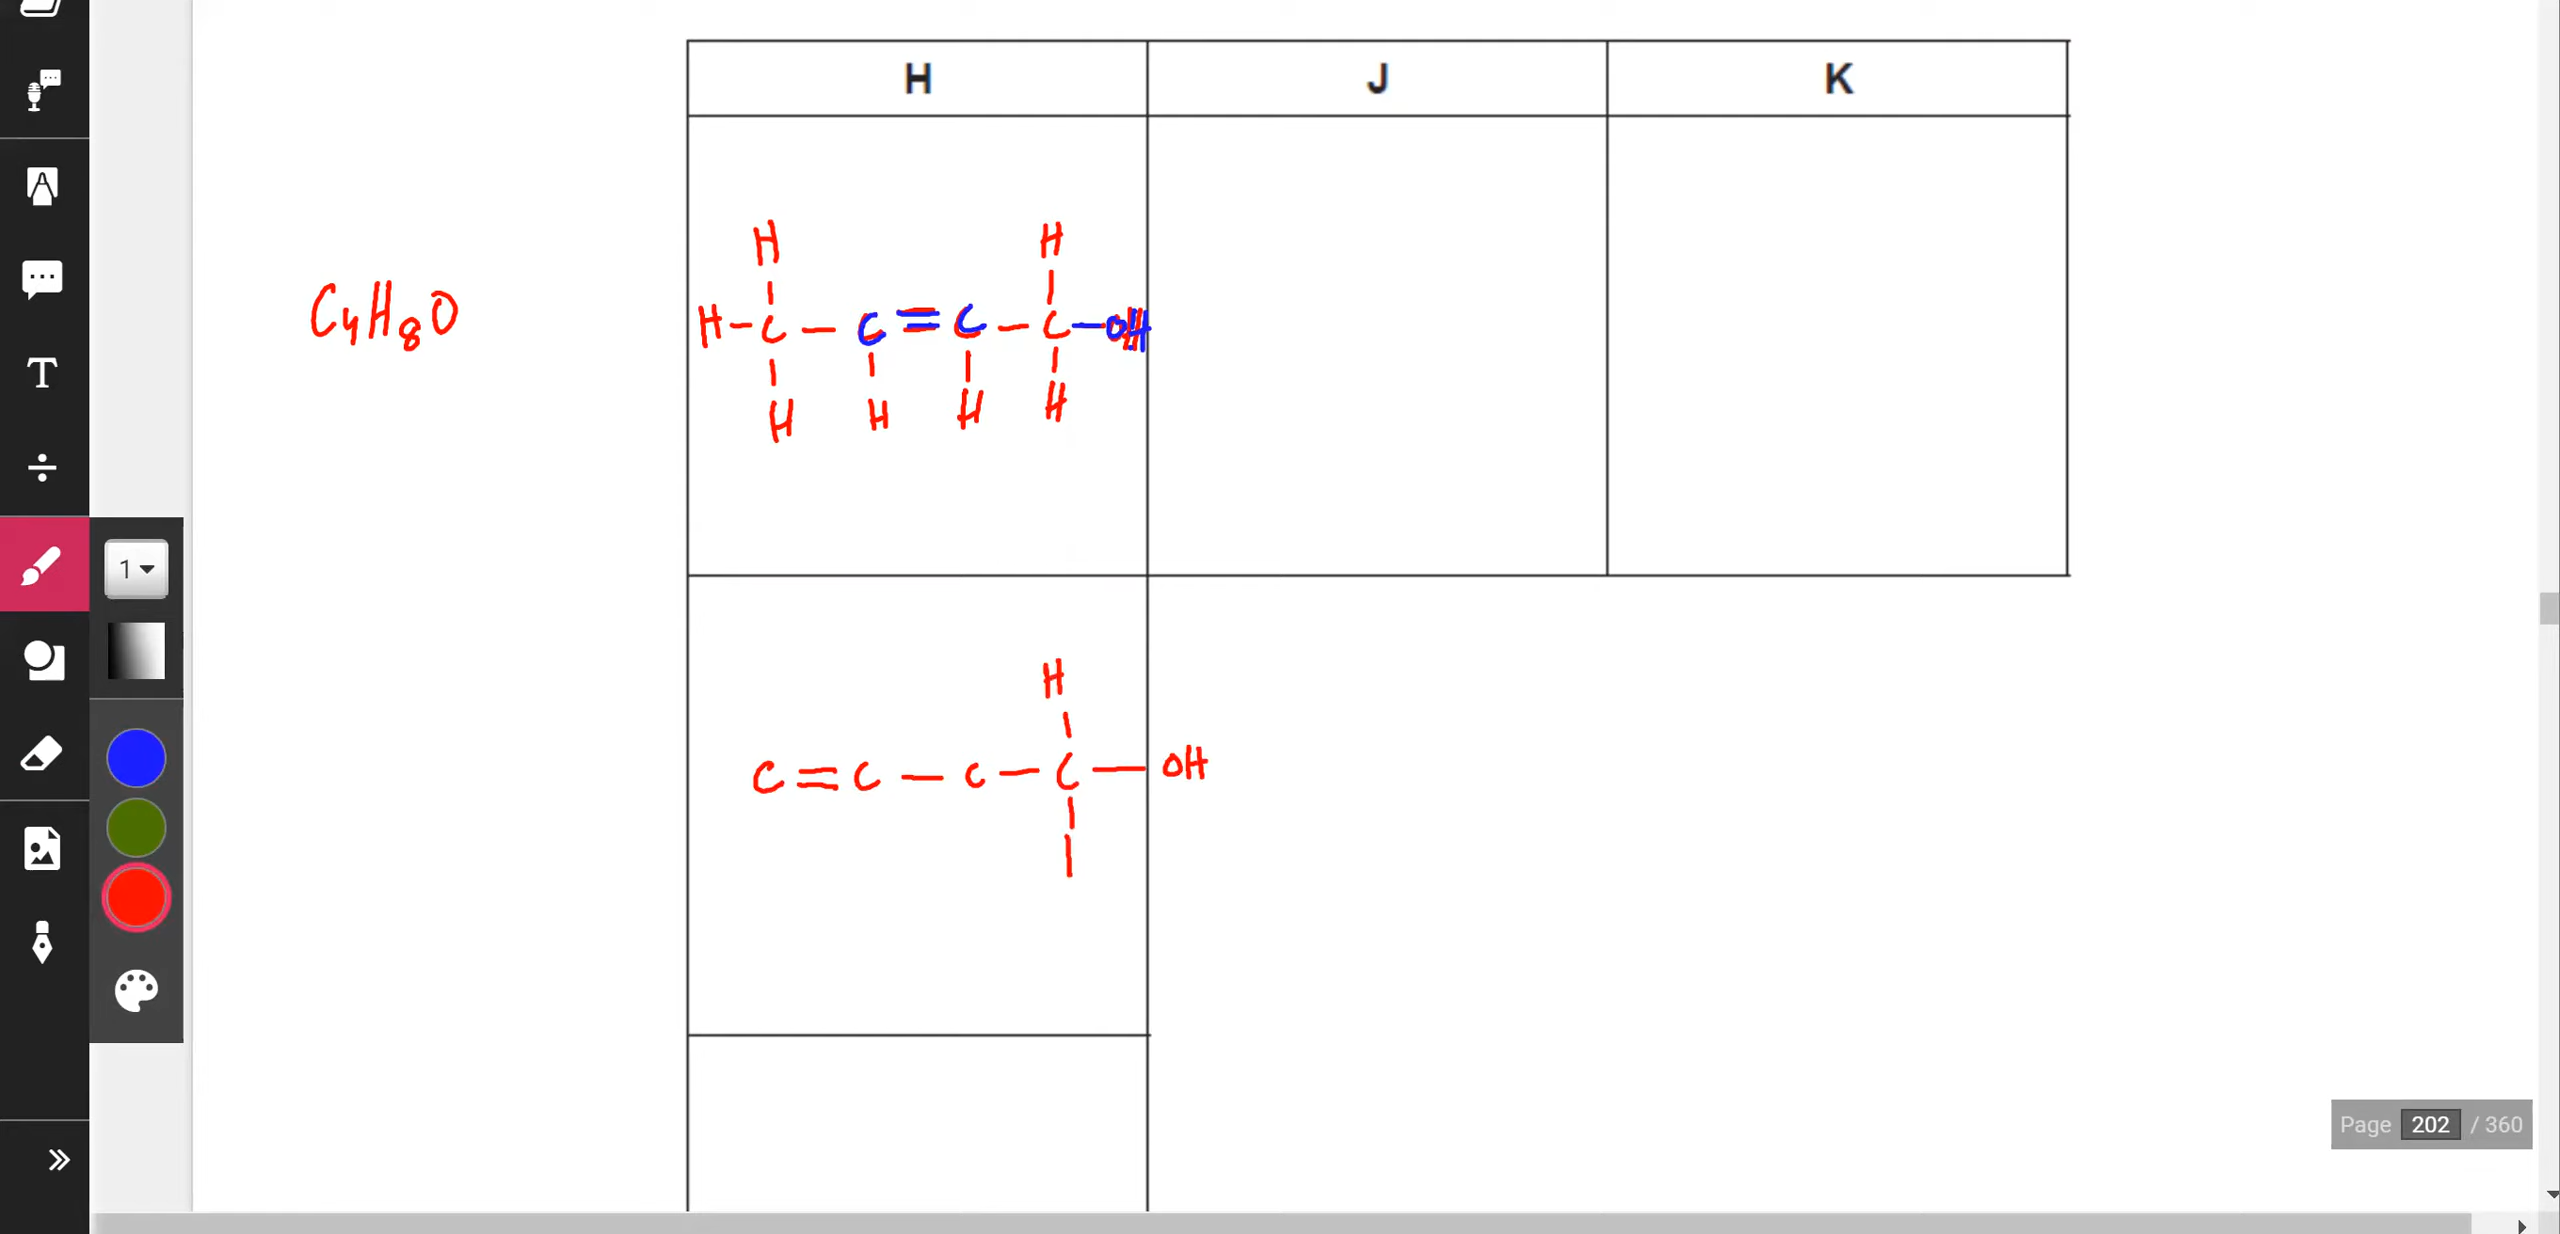 H J K
H H
C4H8O
H-C-C=C-C-OH
H H H H
H
C=C-C-C-OH
1
Page 202 / 360